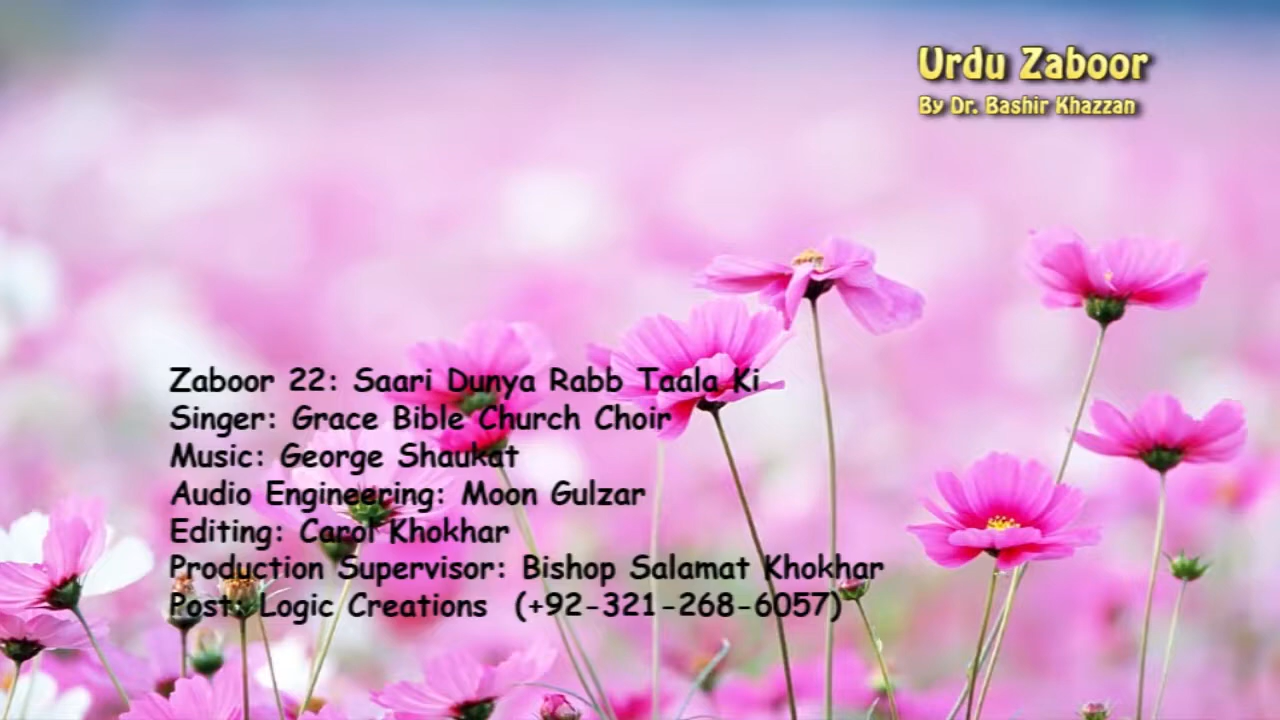 Urdu Zaboor
By Dr. Bashir Khazzan
Zaboor 22: Saari Dunya Rabb Taala Ki
Singer: Grace Bible Church Choir
Music: George Shaukat
Audio Engineering: Moon Gulzar
Editing: Carol Khokhar
Production Supervisor: Bishop Salamat Khokhar
Post: Logic Creations  (+92-321-268-6057)